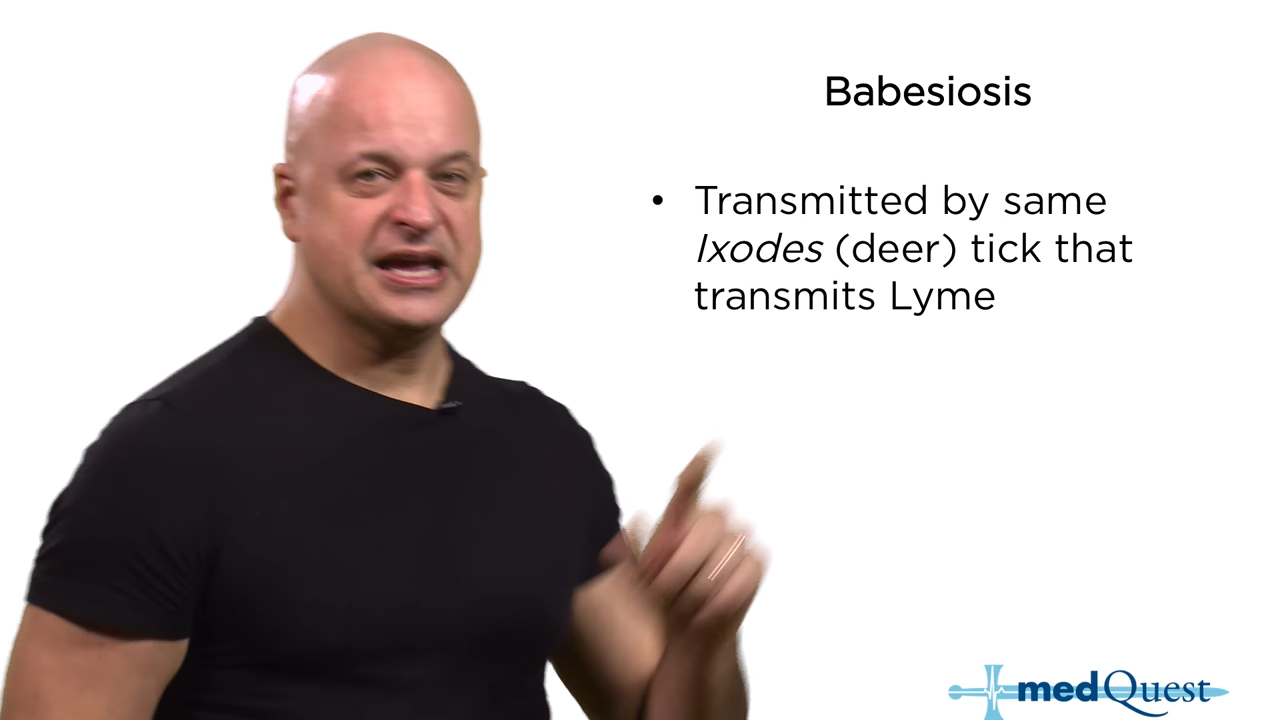 Babesiosis
• Transmitted by same
Ixodes (deer) tick that
transmits Lyme
medQuest